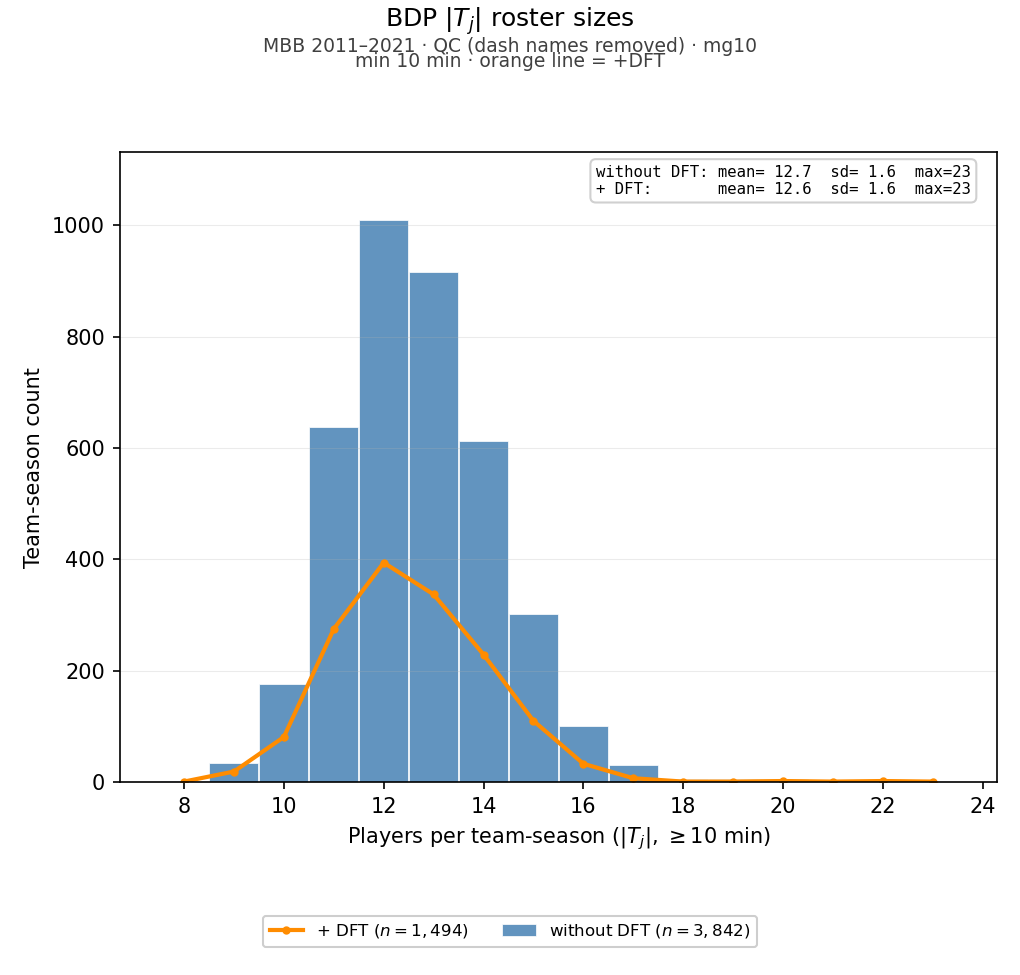 BDP |Tj| roster sizes
MBB 2011–2021 · QC (dash names removed) · mg10
min 10 min · orange line = +DFT
without DFT: mean= 12.7  sd= 1.6  max=23
+ DFT:       mean= 12.6  sd= 1.6  max=23
1000
800
600
400
200
0
Team-season count
8 10 12 14 16 18 20 22 24
Players per team-season (|Tj|, ≥10 min)
+ DFT (n = 1,494)
without DFT (n = 3,842)